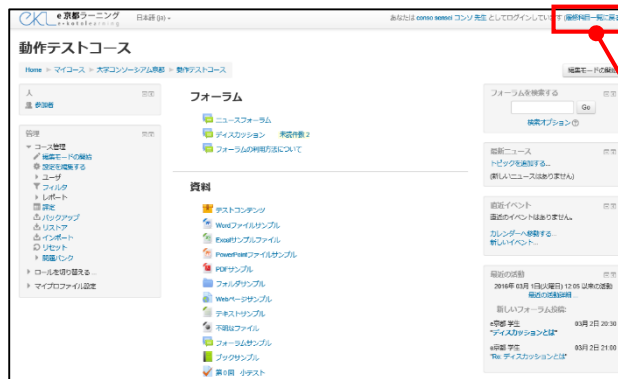 e京都ラーニング
e-kyotolearning
日本語 (ja)
あなたは conso sensei コンソ 先生 としてログインしています (履修科目一覧に戻る
動作テストコース
Home ▶ マイコース ▶ 大学コンソーシアム京都 ▶ 動作テストコース
編集モードの開始
人
参加者
管理
コース管理
編集モードの開始
設定を編集する
ユーザ
フィルタ
レポート
評定
バックアップ
リストア
インポート
リセット
問題バンク
ロールを切り替える...
マイプロファイル設定
フォーラム
ニュースフォーラム
ディスカッション 未読件数 2
フォーラムの利用方法について
資料
テストコンテンツ
Wordファイルサンプル
Excelサンプルファイル
PowerPointファイルサンプル
PDFサンプル
フォルダサンプル
Webページサンプル
テキストサンプル
不明なファイル
フォーラムサンプル
ブックサンプル
第0回 小テスト
フォーラムを検索する
Go
検索オプション
最新ニュース
トピックを追加する...
(新しいニュースはありません)
直近イベント
直近のイベントはありません。
カレンダーへ移動する...
新しいイベント...
最近の活動
2016年 03月 1日(火曜日) 12:05 以来の活動
最近の活動詳細 ...
新しいフォーラム投稿:
e京都 学生 03月 2日 20:30
"ディスカッションとは"
e京都 学生 03月 2日 21:00
"Re: ディスカッションとは"